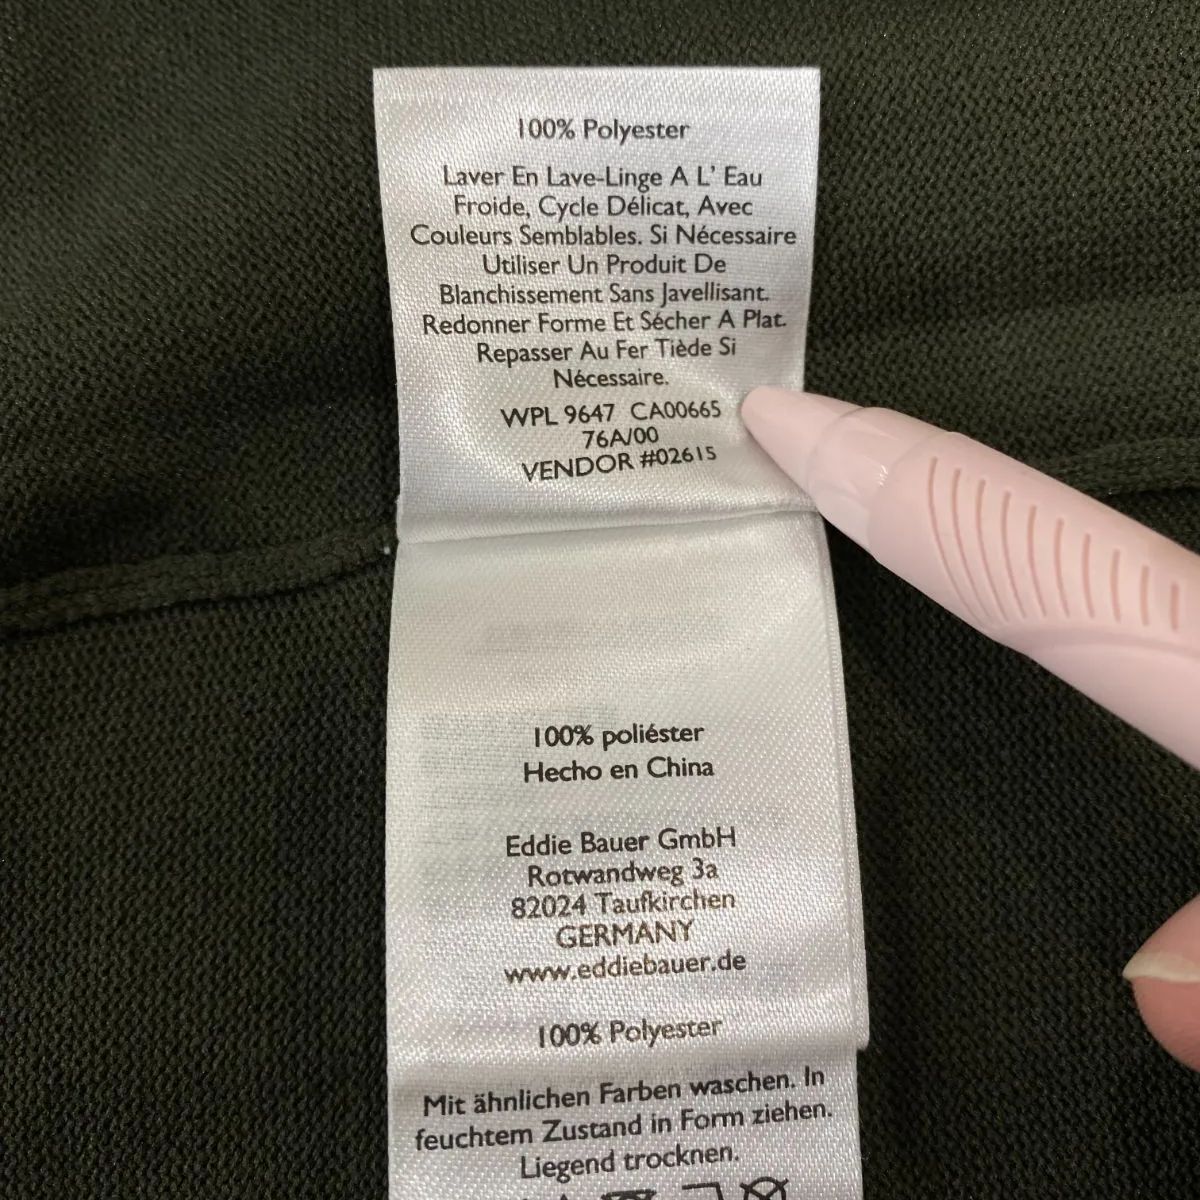 100% Polyester
Laver En Lave-Linge A L' Eau
Froide, Cycle Délicat, Avec
Couleurs Semblables. Si Nécessaire
Utiliser Un Produit De
Blanchissement Sans Javellisant.
Redonner Forme Et Sécher A Plat.
Repasser Au Fer Tiède Si
Nécessaire.
WPL 9647 CA00665
76A/00
VENDOR #02615
100% poliéster
Hecho en China
Eddie Bauer GmbH
Rotwandweg 3a
82024 Taufkirchen
GERMANY
www.eddiebauer.de
100% Polyester
Mit ähnlichen Farben waschen. In
feuchtem Zustand in Form ziehen.
Liegend trocknen.